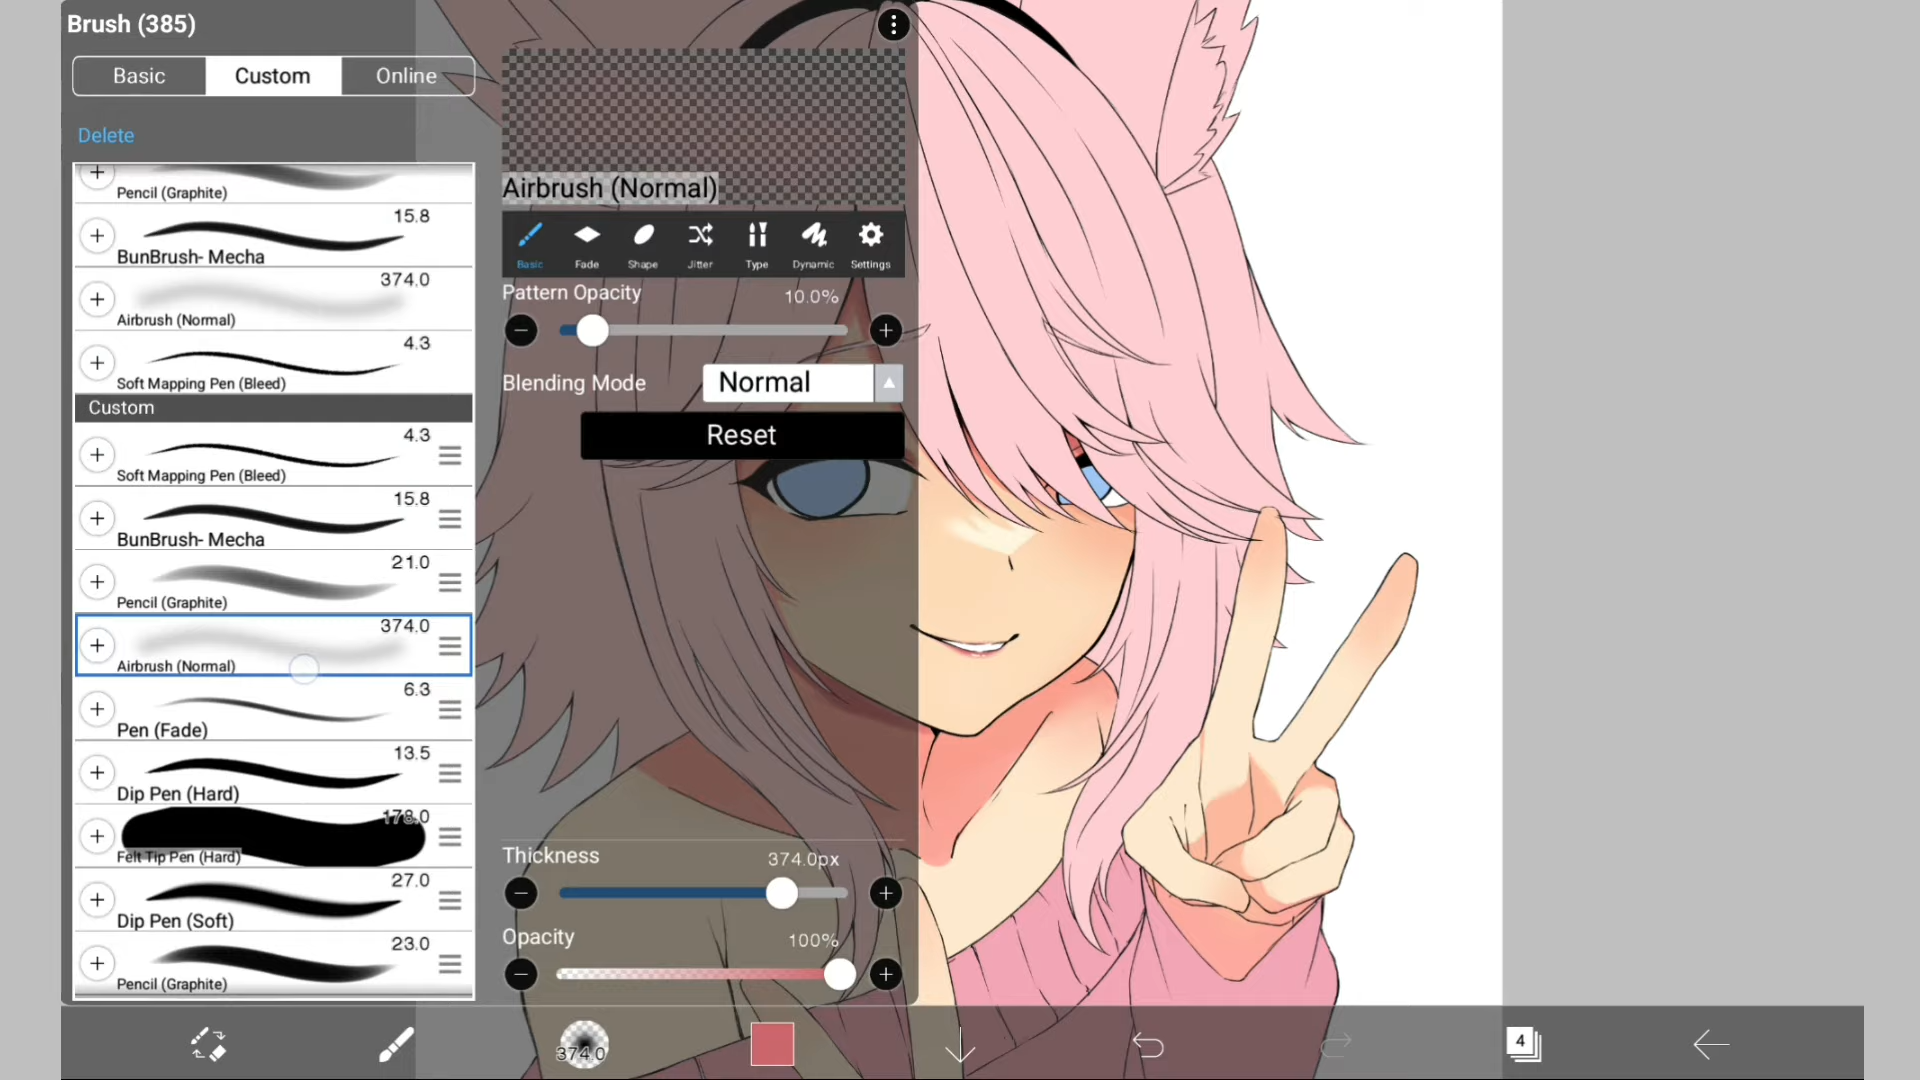 Brush (385)
Basic
Custom
Online
Delete
Pencil (Graphite)
15.8
BunBrush- Mecha
374.0
Airbrush (Normal)
4.3
Soft Mapping Pen (Bleed)
Custom
4.3
Soft Mapping Pen (Bleed)
15.8
BunBrush- Mecha
21.0
Pencil (Graphite)
374.0
Airbrush (Normal)
6.3
Pen (Fade)
13.5
Dip Pen (Hard)
178.0
Felt Tip Pen (Hard)
27.0
Dip Pen (Soft)
23.0
Pencil (Graphite)
Airbrush (Normal)
Basic
Fade
Shape
Jitter
Type
Dynamic
Settings
Pattern Opacity
10.0%
Blending Mode
Normal
Reset
Thickness
374.0px
Opacity
100%
374.0
4